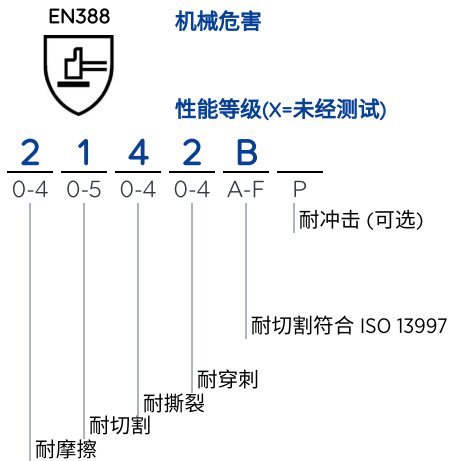 EN388
机械危害
性能等级(X=未经测试)
2 1 4 2 B
0-4 0-5 0-4 0-4 A-F P
耐冲击 (可选)
耐切割符合 ISO 13997
耐穿刺
耐撕裂
耐切割
耐摩擦